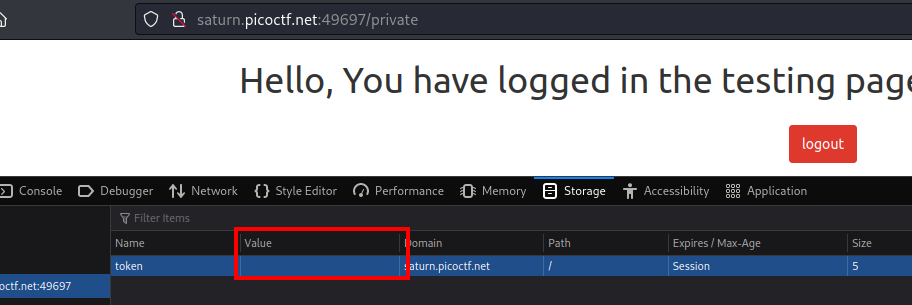 saturn.picoctf.net:49697/private
Hello, You have logged in the testing page
logout
Console Debugger Network Style Editor Performance Memory Storage Accessibility Application
Filter Items
Name Value Domain Path Expires / Max-Age Size
token saturn.picoctf.net / Session 5
octf.net:49697